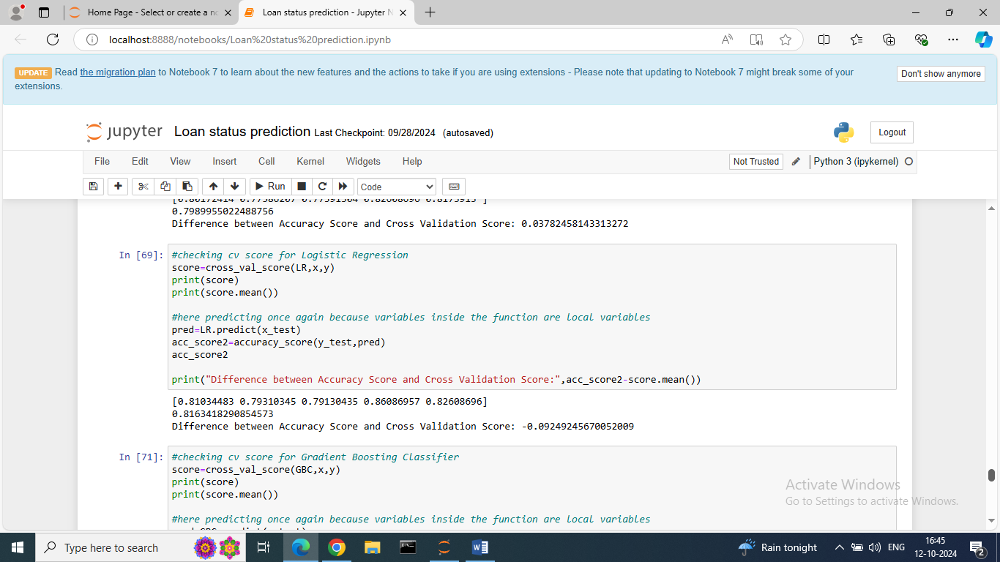 Home Page - Select or create a no
Loan status prediction - Jupyter N
localhost:8888/notebooks/Loan%20status%20prediction.ipynb
UPDATE Read the migration plan to Notebook 7 to learn about the new features and the actions to take if you are using extensions - Please note that updating to Notebook 7 might break some of your
extensions.
Don't show anymore
jupyter Loan status prediction Last Checkpoint: 09/28/2024 (autosaved)
Logout
File Edit View Insert Cell Kernel Widgets Help
Not Trusted
Python 3 (ipykernel)
Run
Code
0.7989955022488756
Difference between Accuracy Score and Cross Validation Score: 0.03782458143313272
In [69]: #checking cv score for Logistic Regression
score=cross_val_score(LR,x,y)
print(score)
print(score.mean())
#here predicting once again because variables inside the function are local variables
pred=LR.predict(x_test)
acc_score2=accuracy_score(y_test,pred)
acc_score2
print("Difference between Accuracy Score and Cross Validation Score:",acc_score2-score.mean())
[0.81034483 0.79310345 0.79130435 0.86086957 0.82608696]
0.8163418290854573
Difference between Accuracy Score and Cross Validation Score: -0.09249245670052009
In [71]: #checking cv score for Gradient Boosting Classifier
score=cross_val_score(GBC,x,y)
print(score)
print(score.mean())
#here predicting once again because variables inside the function are local variables
Activate Windows
Go to Settings to activate Windows.
Type here to search
Rain tonight
ENG
16:45
12-10-2024
2